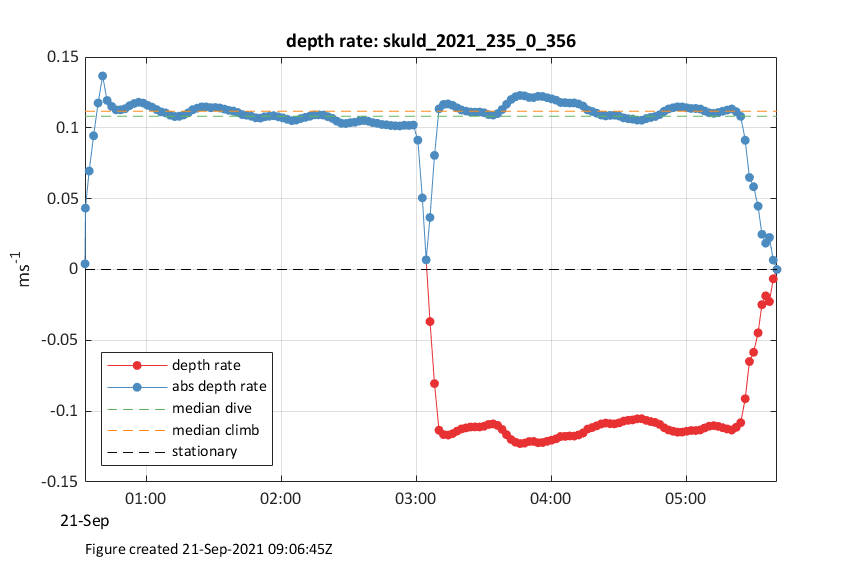 depth rate: skuld_2021_235_0_356
ms-1
0.15
0.1
0.05
0
-0.05
-0.1
-0.15
depth rate
abs depth rate
median dive
median climb
stationary
01:00 02:00 03:00 04:00 05:00
21-Sep
Figure created 21-Sep-2021 09:06:45Z